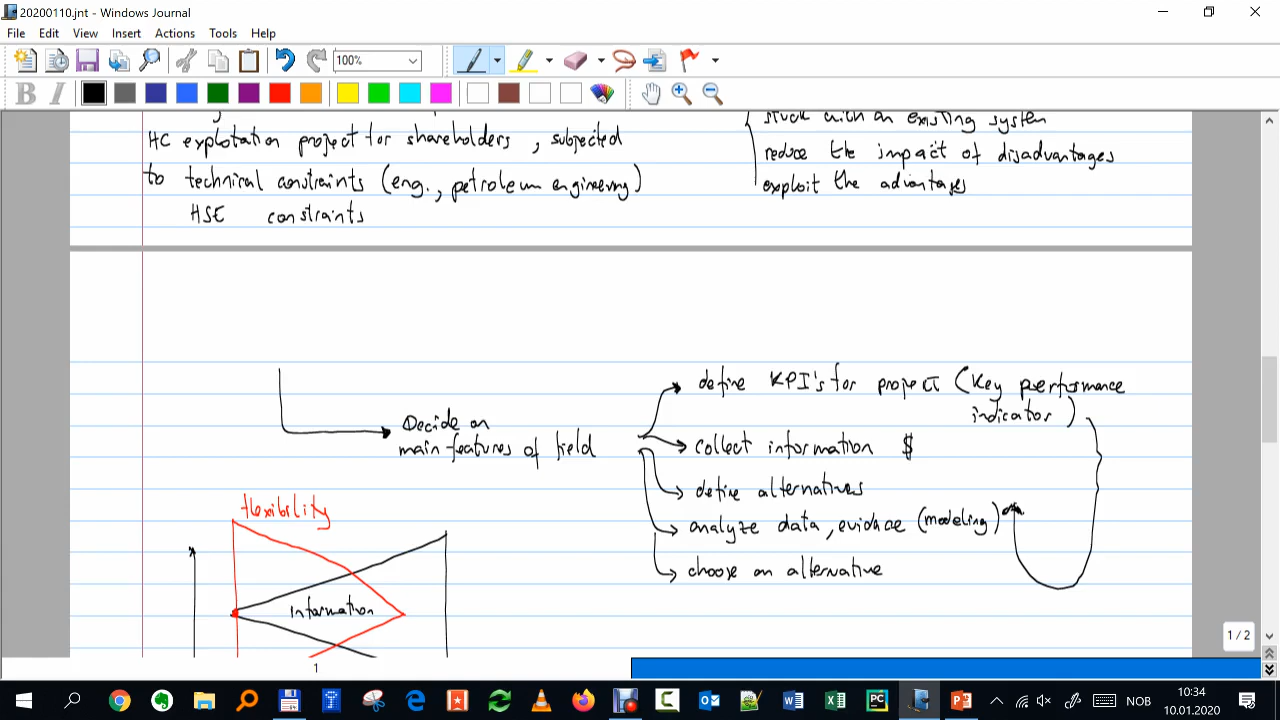 20200110.jnt - Windows Journal
File Edit View Insert Actions Tools Help
100%
B I
HC explotation project for shareholders, subjected
to technical constraints (eng., petroleum engineering)
HSE constraints
stuck with an existing system
reduce the impact of disadvantages
exploit the advantages
Decide on
main features of field
define KPI's for project (Key performance
indicator)
collect information $
define alternatives
analyze data, evidence (modeling)
choose an alternative
flexibility
information
1
1 / 2
NOB
10:34
10.01.2020